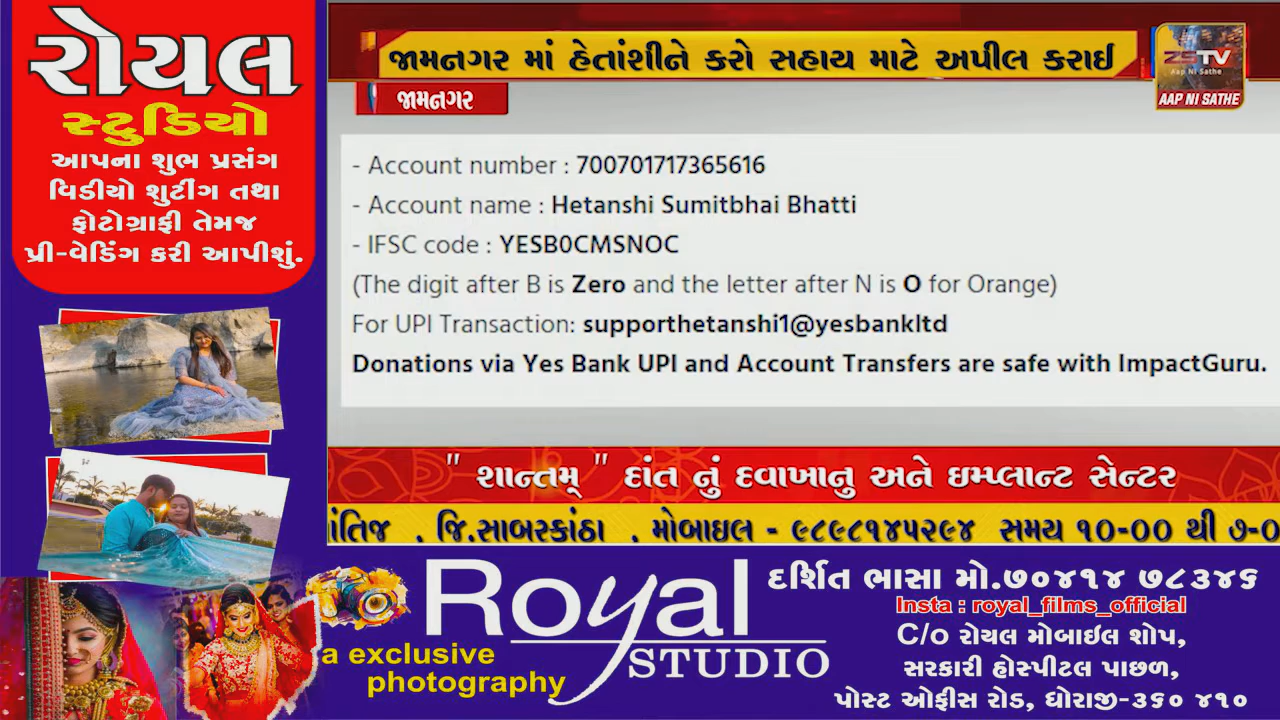 રોયલ
સ્ટુડિયો
આપના શુભ પ્રસંગ
વિડીયો શુટીંગ તથા
ફોટોગ્રાફી તેમજ
પ્રી-વેડિંગ કરી આપીશું.
જામનગર માં હેતાંશીને કરો સહાય માટે અપીલ કરાઈ
ZSTV
Aap Ni Sathe
AAP NI SATHE
જામનગર
- Account number : 700701717365616
- Account name : Hetanshi Sumitbhai Bhatti
- IFSC code : YESB0CMSNOC
(The digit after B is Zero and the letter after N is O for Orange)
For UPI Transaction: supporthetanshi1@yesbankltd
Donations via Yes Bank UPI and Account Transfers are safe with ImpactGuru.
" શાન્તમ્ " દાંત નું દવાખાનુ અને ઇમ્પ્લાન્ટ સેન્ટર
ાંતિજ , જિ.સાબરકાંઠા , મોબાઇલ - ૯૮૯૮૧૪૫૨૯૪ સમય ૧૦-૦૦ થી ૭-૦
Royal
STUDIO
a exclusive
photography
દર્શિત ભાસા મો.૭૦૪૧૪ ૭૮૩૪૬
Insta : royal_films_official
C/o રોયલ મોબાઇલ શોપ,
સરકારી હોસ્પીટલ પાછળ,
પોસ્ટ ઓફીસ રોડ, ધોરાજી-૩૬૦ ૪૧૦